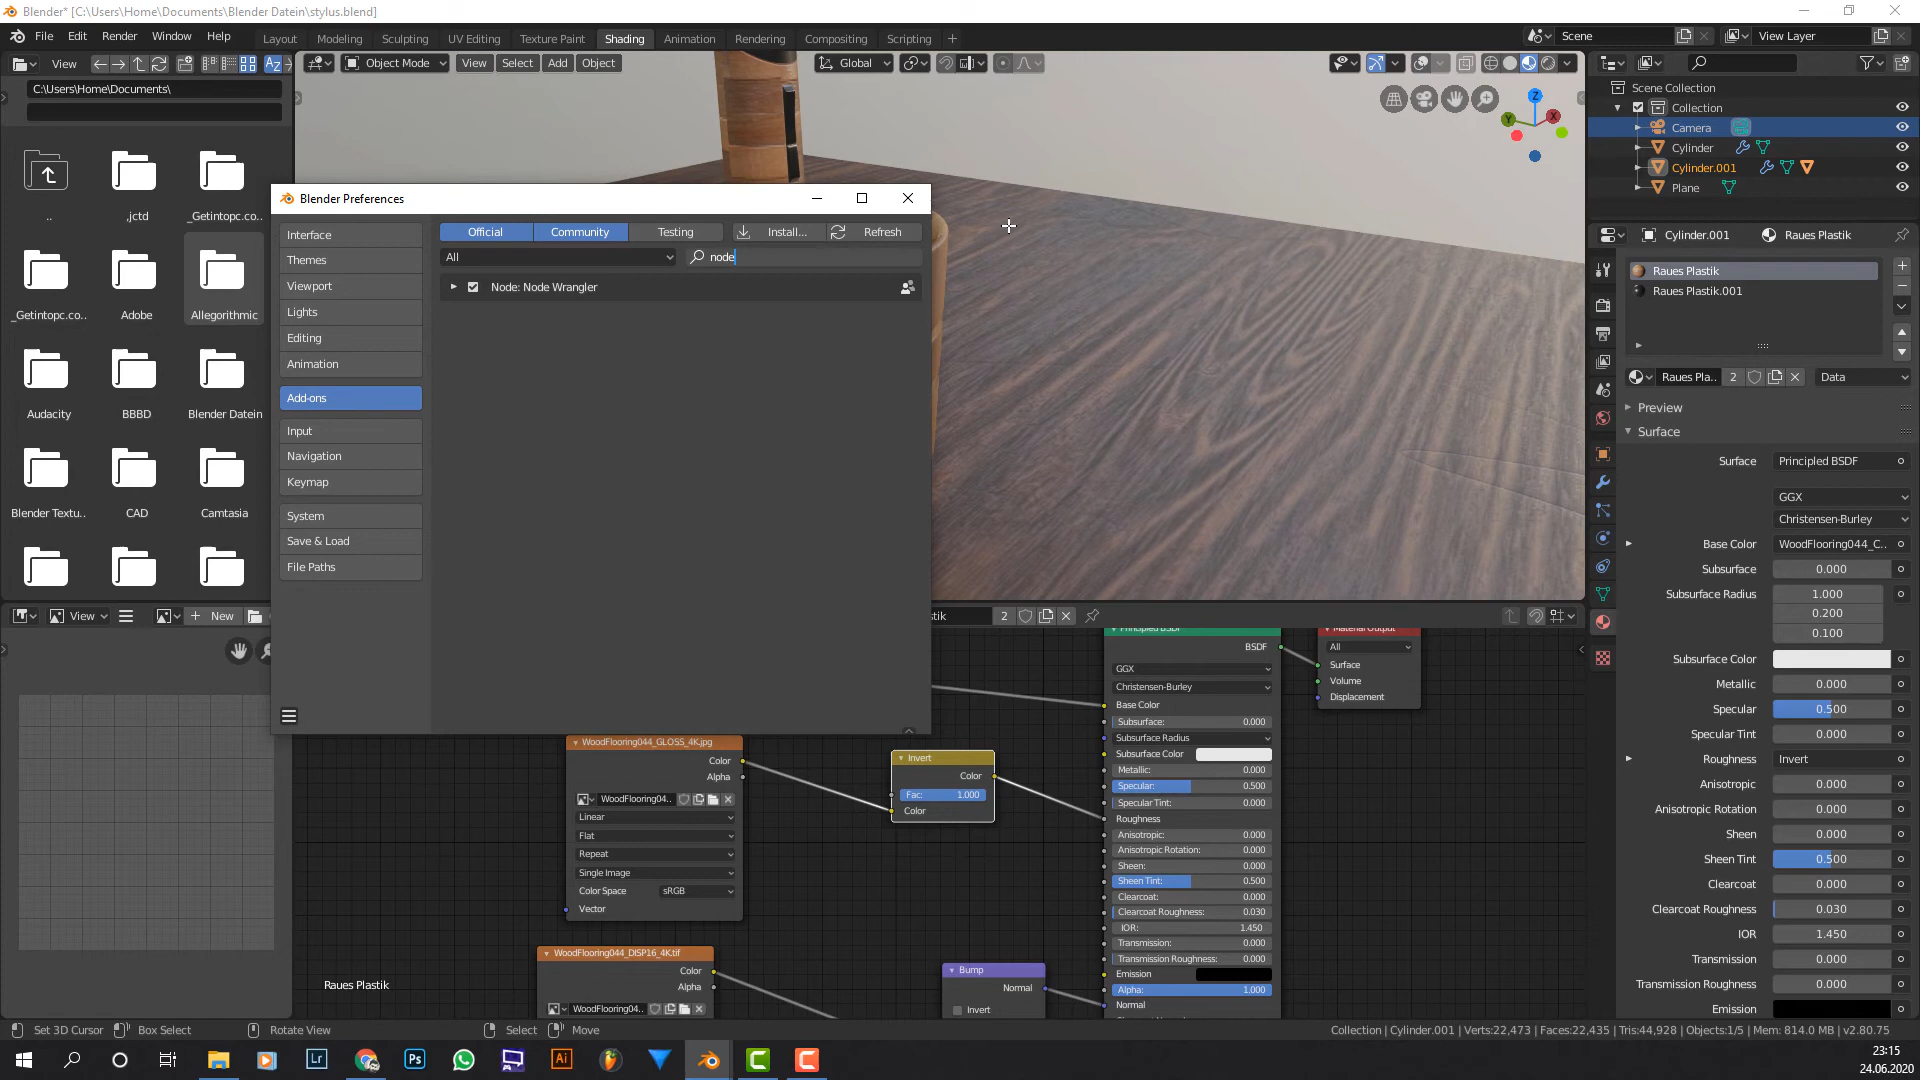 Blender* [C:\Users\Home\Documents\Blender Datein\stylus.blend]
File Edit Render Window Help Layout Modeling Sculpting UV Editing Texture Paint Shading Animation Rendering Compositing Scripting Scene View Layer
View
C:\Users\Home\Documents\
..
,jctd
_Getintopc.co..
_Getintopc.co..
Adobe
Allegorithmic
Audacity
BBBD
Blender Datein
Blender Textu..
CAD
Camtasia
Object Mode View Select Add Object Global
Z
X
Y
Blender Preferences
Interface
Themes
Viewport
Lights
Editing
Animation
Add-ons
Input
Navigation
Keymap
System
Save & Load
File Paths
Official Community Testing Install... Refresh
All node
Node: Node Wrangler
Scene Collection
Collection
Camera
Cylinder
Cylinder.001
Plane
Cylinder.001 Raues Plastik
Raues Plastik
Raues Plastik.001
Raues Pla.. 2 Data
Preview
Surface
Surface Principled BSDF
GGX
Christensen-Burley
Base Color WoodFlooring044_C..
Subsurface 0.000
Subsurface Radius 1.000
0.200
0.100
Subsurface Color
Metallic 0.000
Specular 0.500
Specular Tint 0.000
Roughness Invert
Anisotropic 0.000
Anisotropic Rotation 0.000
Sheen 0.000
Sheen Tint 0.500
Clearcoat 0.000
Clearcoat Roughness 0.030
IOR 1.450
Transmission 0.000
Transmission Roughness 0.000
Emission
View New
stik 2
WoodFlooring044_GLOSS_4K.jpg
Color
Alpha
WoodFlooring04..
Linear
Flat
Repeat
Single Image
Color Space sRGB
Vector
WoodFlooring044_DISP16_4K.tif
Color
Alpha
WoodFlooring04..
Invert
Color
Fac: 1.000
Color
Bump
Normal
Invert
Principled BSDF
BSDF
GGX
Christensen-Burley
Base Color
Subsurface: 0.000
Subsurface Radius
Subsurface Color
Metallic: 0.000
Specular: 0.500
Specular Tint: 0.000
Roughness
Anisotropic: 0.000
Anisotropic Rotation: 0.000
Sheen: 0.000
Sheen Tint: 0.500
Clearcoat: 0.000
Clearcoat Roughness: 0.030
IOR: 1.450
Transmission: 0.000
Transmission Roughness: 0.000
Emission
Alpha: 1.000
Normal
Material Output
All
Surface
Volume
Displacement
Raues Plastik
Set 3D Cursor Box Select Rotate View Select Move Collection | Cylinder.001 | Verts:22,473 | Faces:22,435 | Tris:44,928 | Objects:1/5 | Mem: 814.0 MB | v2.80.75
Lr Ps Ai C C
23:15
24.06.2020